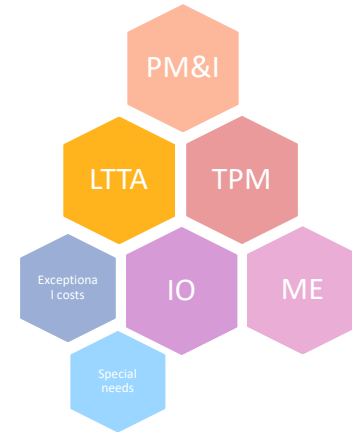 PM&I
LTTA
TPM
Exceptiona
l costs
IO
ME
Special
needs